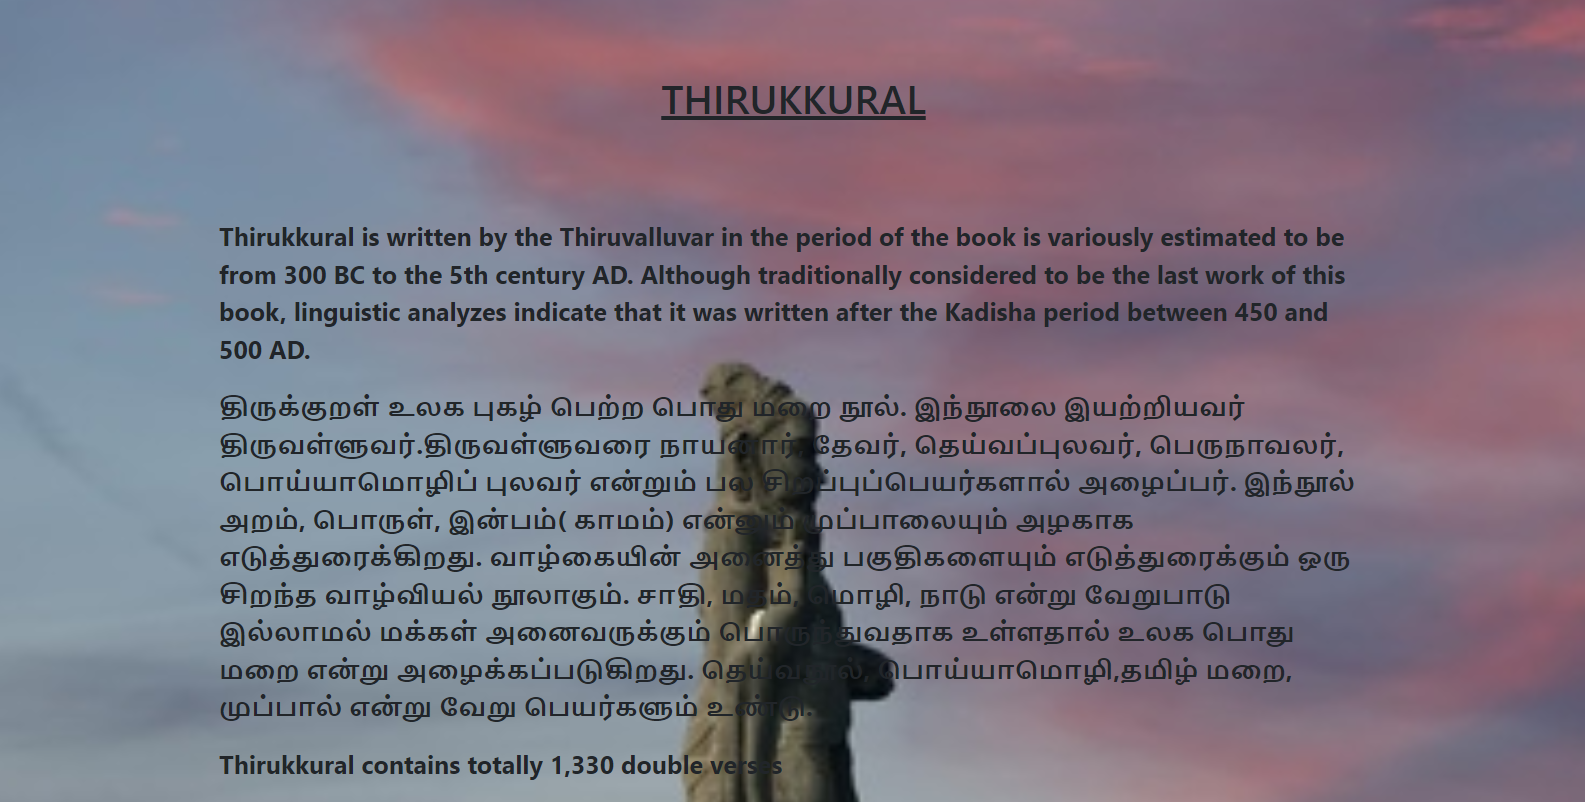 THIRUKKURAL
Thirukkural is written by the Thiruvalluvar in the period of the book is variously estimated to be
from 300 BC to the 5th century AD. Although traditionally considered to be the last work of this
book, linguistic analyzes indicate that it was written after the Kadisha period between 450 and
500 AD.
திருக்குறள் உலக புகழ் பெற்ற பொது மறை நூல். இந்நூலை இயற்றியவர்
திருவள்ளுவர்.திருவள்ளுவரை நாயனார், தேவர், தெய்வப்புலவர், பெருநாவலர்,
பொய்யாமொழிப் புலவர் என்றும் பல சிறப்புப்பெயர்களால் அழைப்பர். இந்நூல்
அறம், பொருள், இன்பம்( காமம்) என்னும் முப்பாலையும் அழகாக
எடுத்துரைக்கிறது. வாழ்கையின் அனைத்து பகுதிகளையும் எடுத்துரைக்கும் ஒரு
சிறந்த வாழ்வியல் நூலாகும். சாதி, மதம், மொழி, நாடு என்று வேறுபாடு
இல்லாமல் மக்கள் அனைவருக்கும் பொருந்துவதாக உள்ளதால் உலக பொது
மறை என்று அழைக்கப்படுகிறது. தெய்வநூல், பொய்யாமொழி,தமிழ் மறை,
முப்பால் என்று வேறு பெயர்களும் உண்டு.
Thirukkural contains totally 1,330 double verses